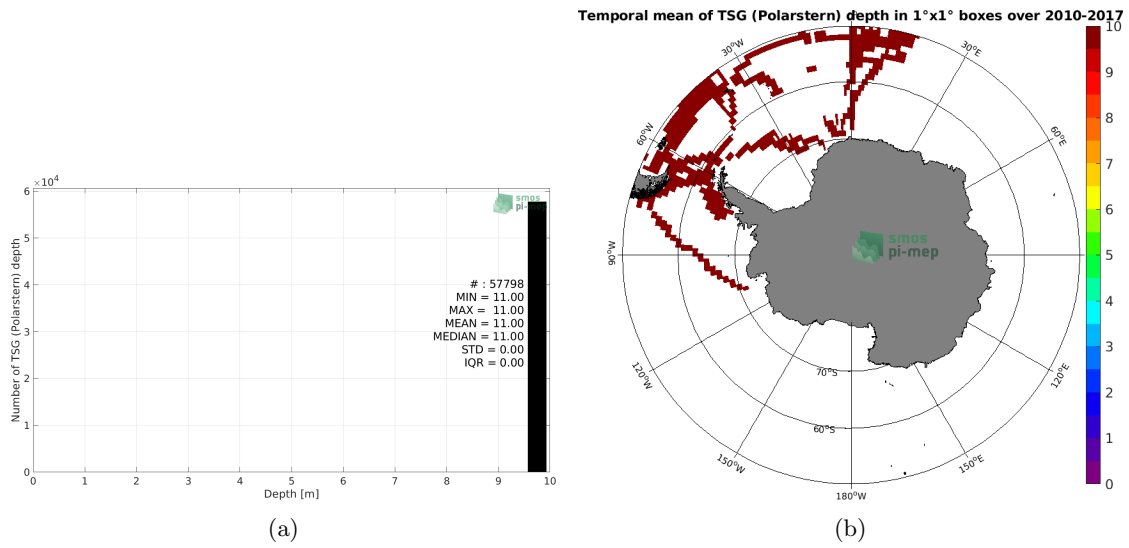 Temporal mean of TSG (Polarstern) depth in 1°x1° boxes over 2010-2017
×10⁴
6
5
4
3
2
1
0
Number of TSG (Polarstern) depth
smos
pi-mep
# : 57798
MIN = 11.00
MAX = 11.00
MEAN = 11.00
MEDIAN = 11.00
STD = 0.00
IQR = 0.00
0 1 2 3 4 5 6 7 8 9 10
Depth [m]
(a)
30°W
30°E
60°W
60°E
90°W
smos
pi-mep
120°W
120°E
70°S
60°S
150°W
150°E
180°W
10
9
8
7
6
5
4
3
2
1
0
(b)